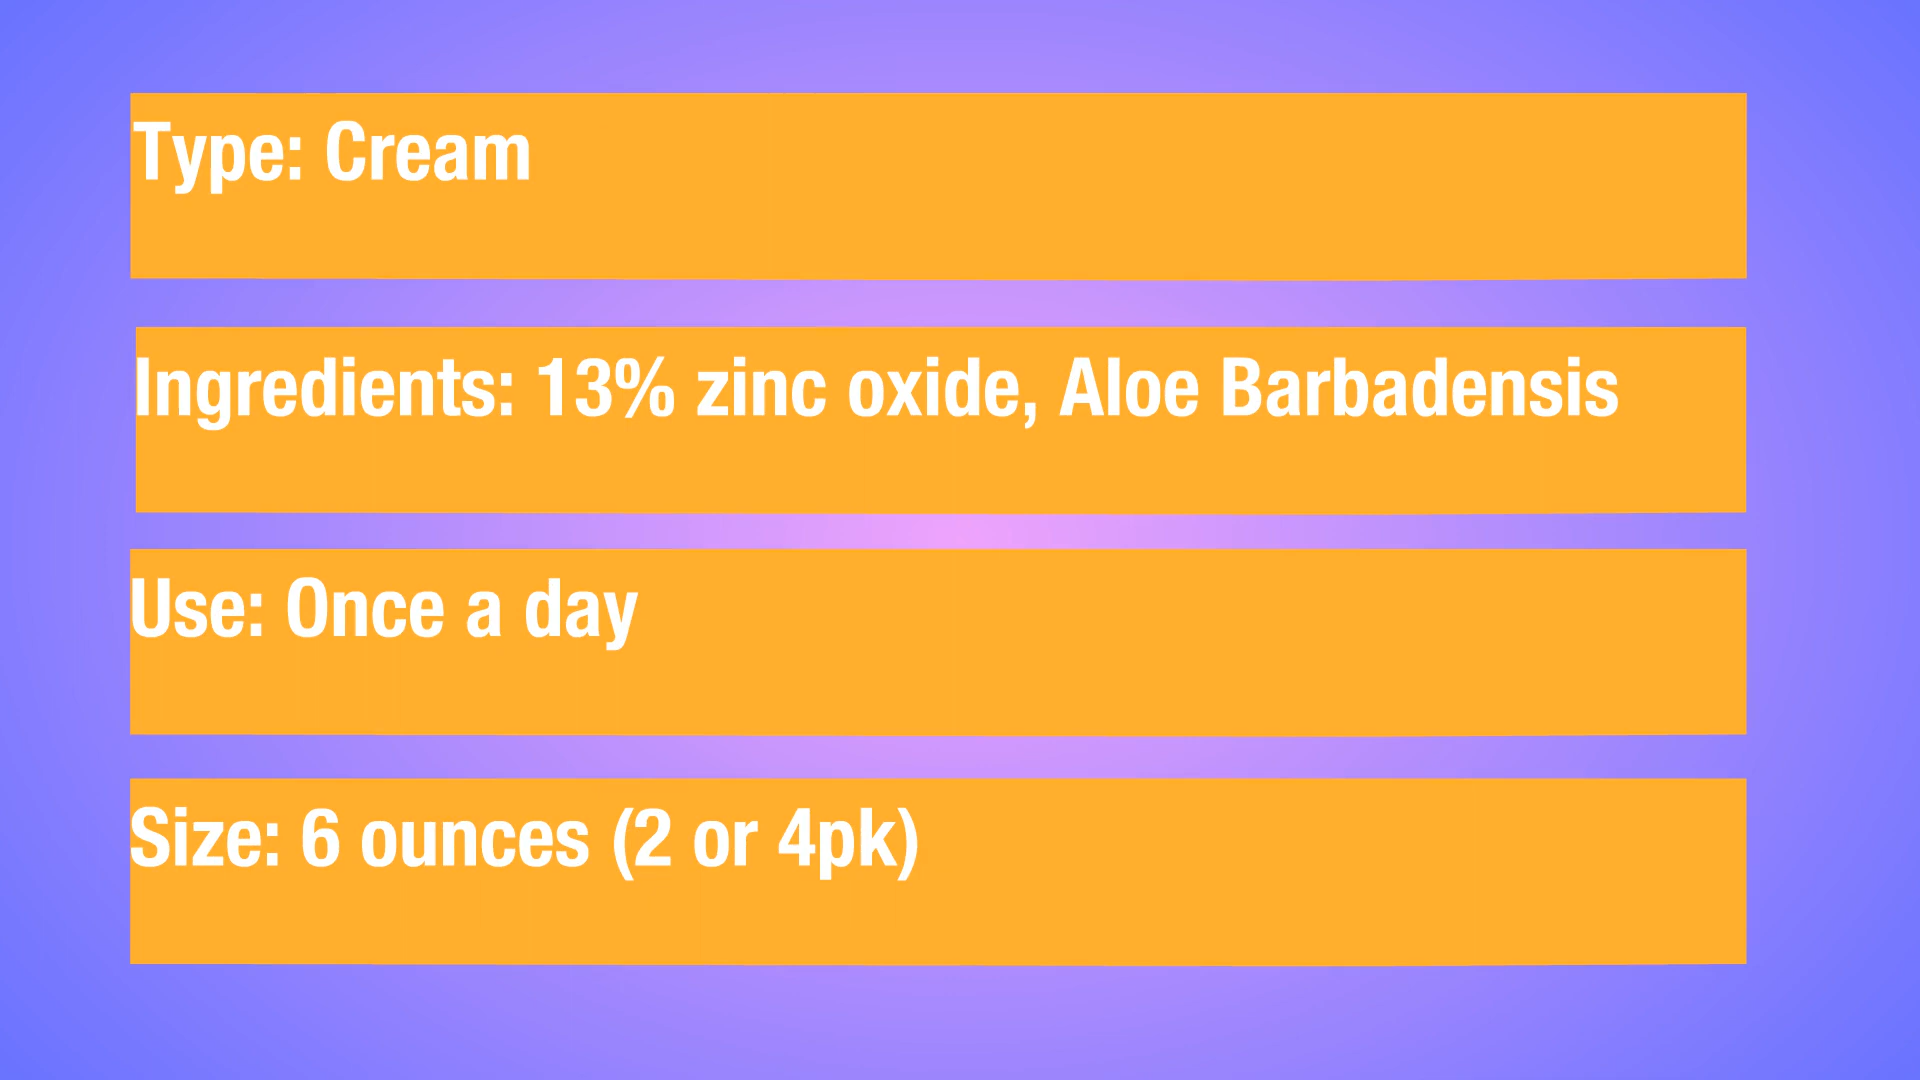 Type: Cream
Ingredients: 13% zinc oxide, Aloe Barbadensis
Use: Once a day
Size: 6 ounces (2 or 4pk)